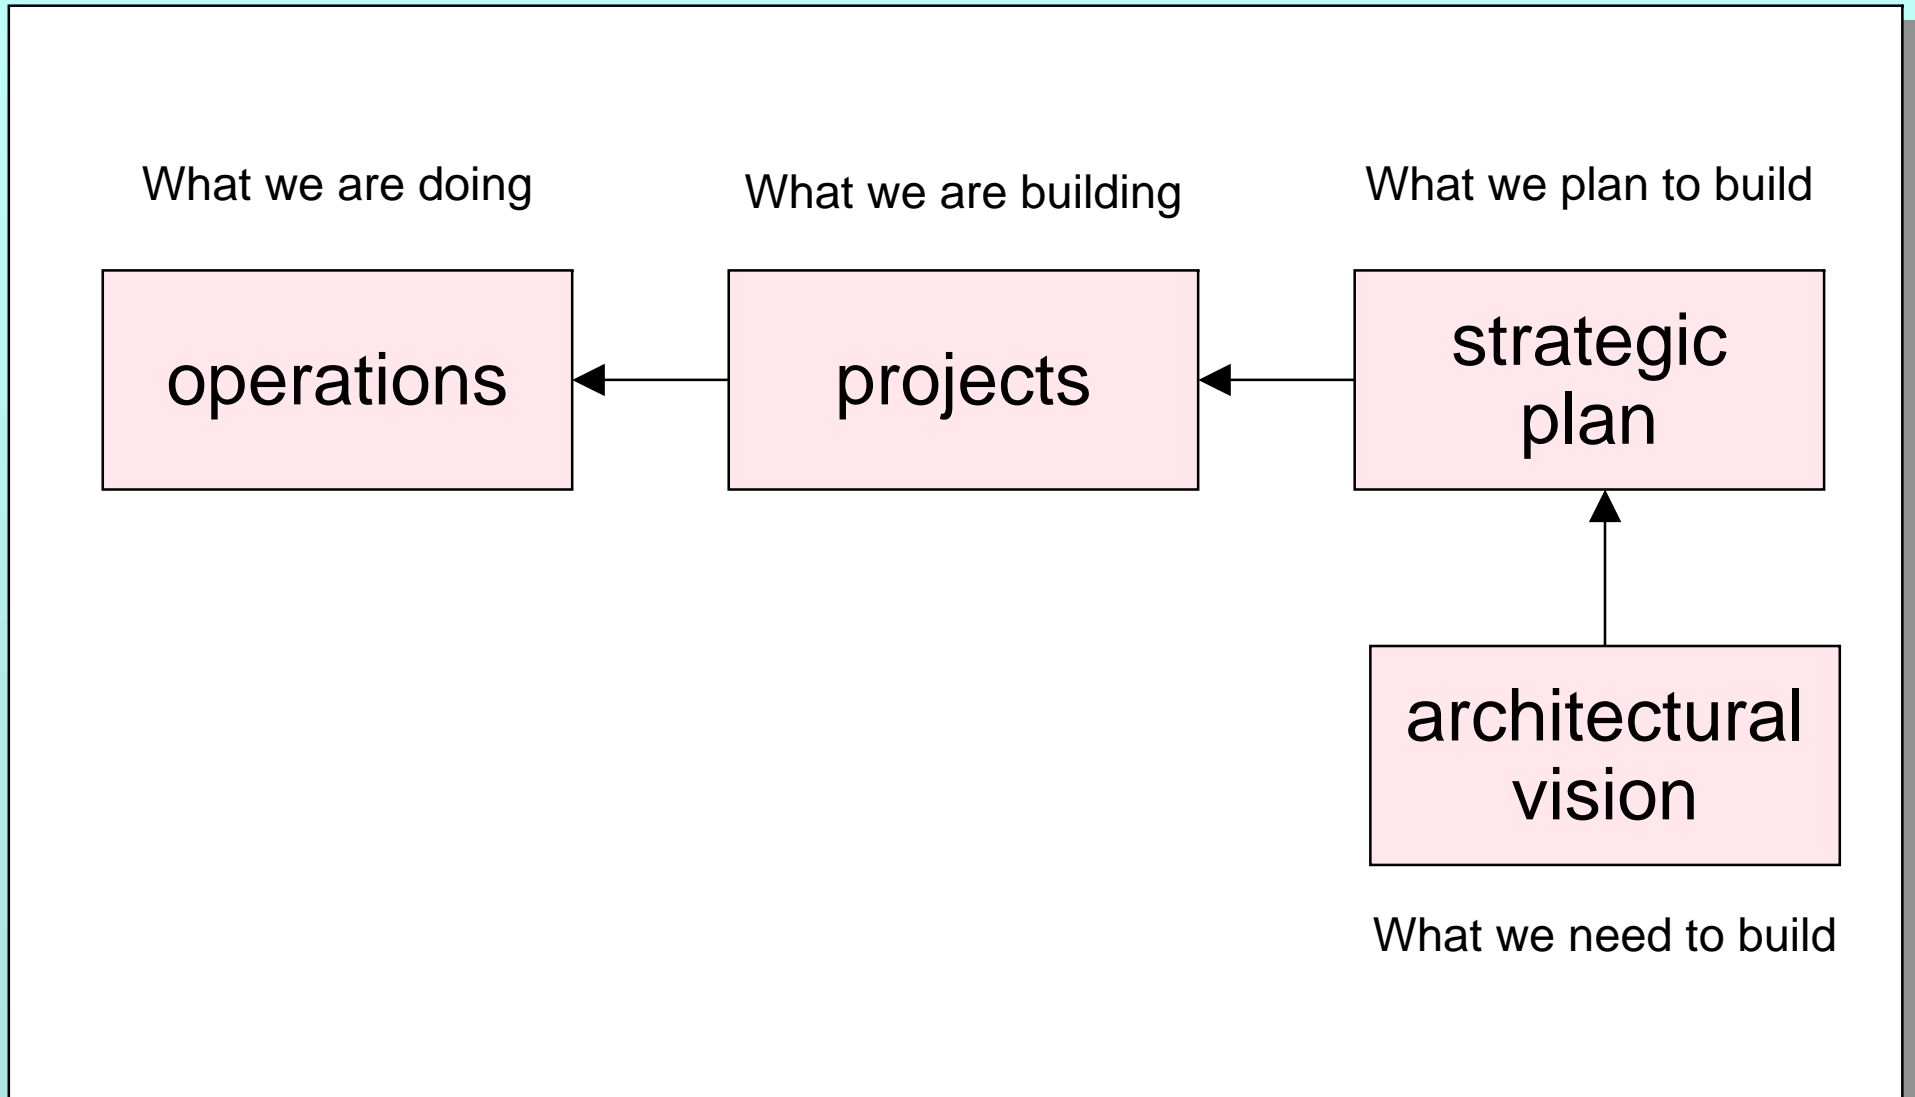 What we are doing
What we are building
What we plan to build
operations
projects
strategic
plan
architectural
vision
What we need to build